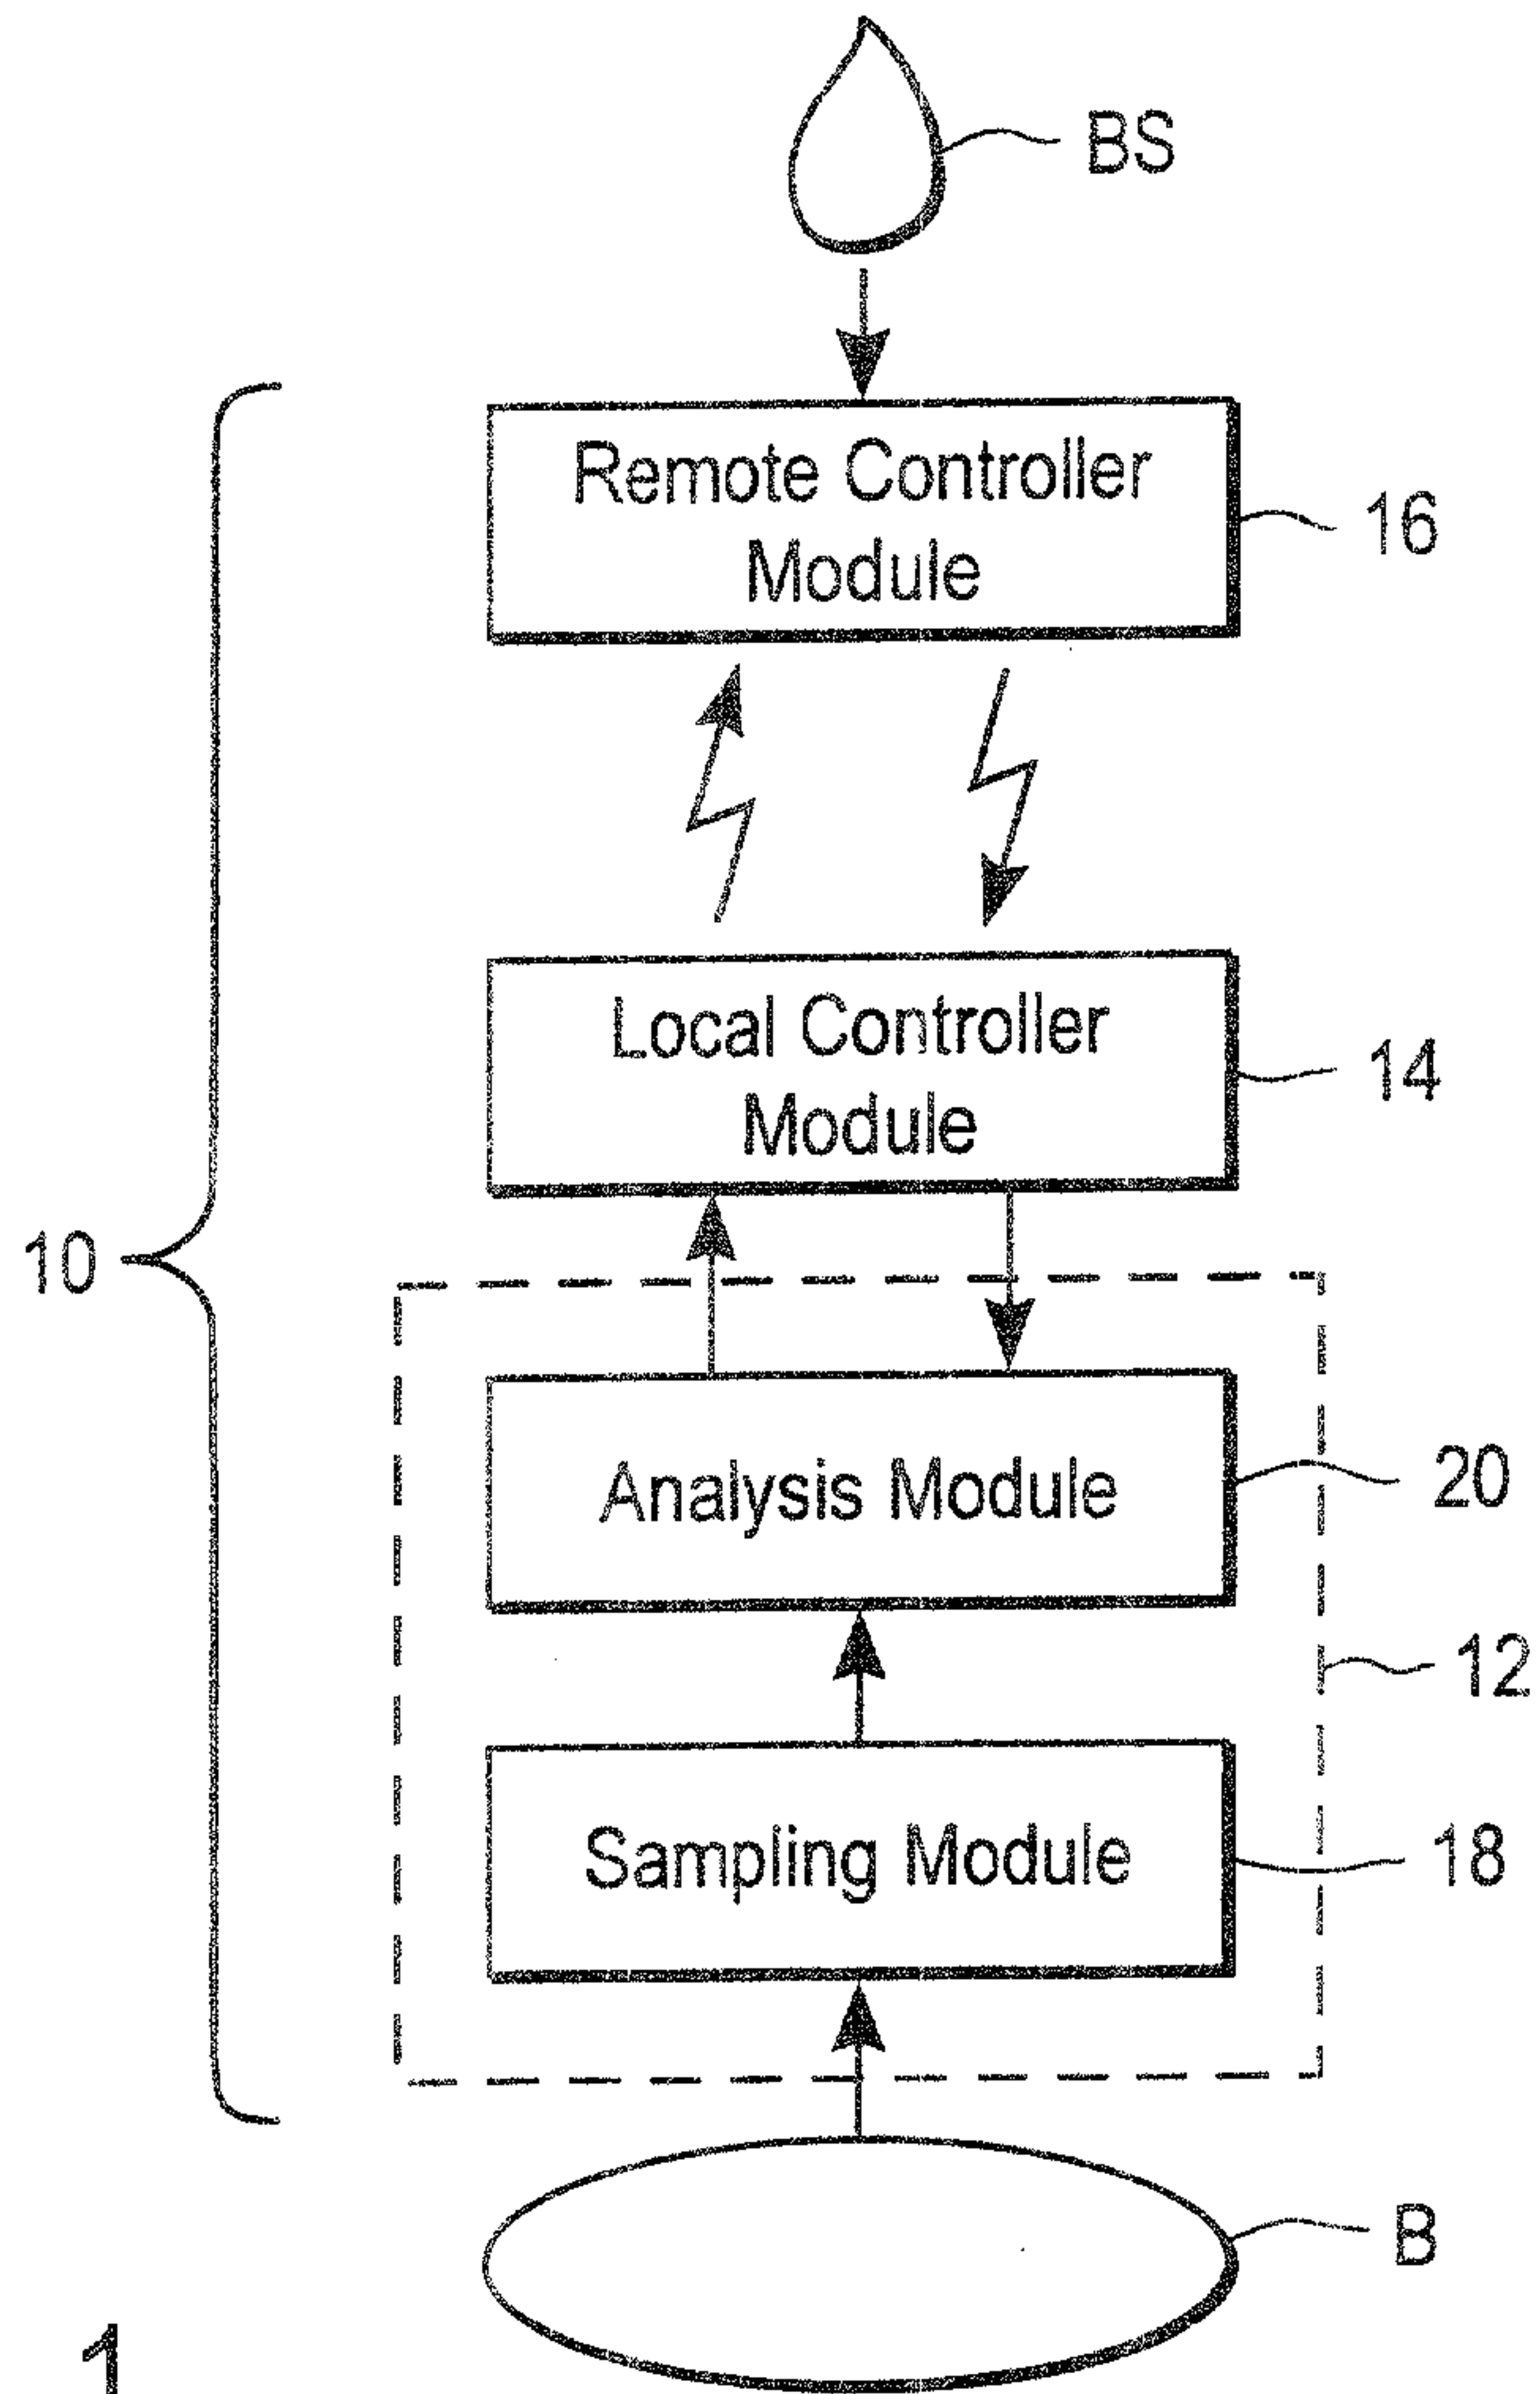 BS
Remote Controller
Module
16
Local Controller
Module
14
10
Analysis Module
20
12
Sampling Module
18
B
1